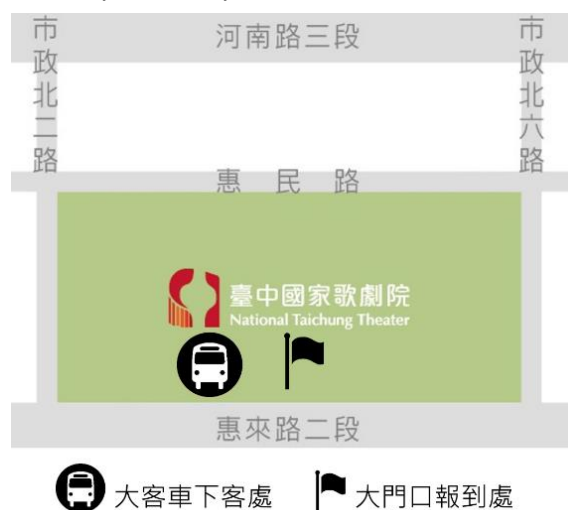 河南路三段
市政北二路
市政北六路
惠民路
臺中國家歌劇院
National Taichung Theater
惠來路二段
大客車下客處
大門口報到處